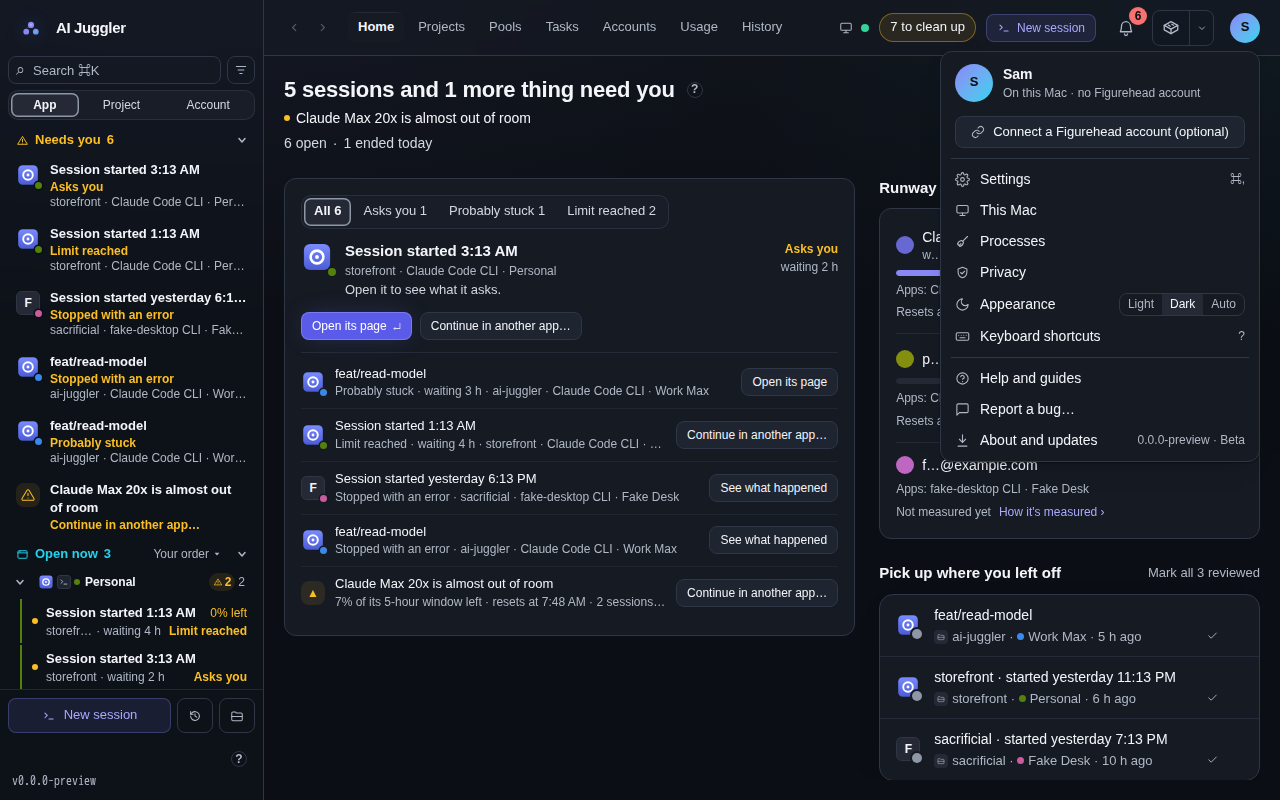 AI Juggler
Search ⌘K
App
Project
Account
Needs you 6
Session started 3:13 AM
Asks you
storefront · Claude Code CLI · Per…
Session started 1:13 AM
Limit reached
storefront · Claude Code CLI · Per…
F
Session started yesterday 6:1…
Stopped with an error
sacrificial · fake-desktop CLI · Fak…
feat/read-model
Stopped with an error
ai-juggler · Claude Code CLI · Wor…
feat/read-model
Probably stuck
ai-juggler · Claude Code CLI · Wor…
Claude Max 20x is almost out
of room
Continue in another app…
Open now 3
Your order
Personal
2
2
Session started 1:13 AM
0% left
storefr… · waiting 4 h
Limit reached
Session started 3:13 AM
storefront · waiting 2 h
Asks you
New session
?
v0.0.0-preview
Home
Projects
Pools
Tasks
Accounts
Usage
History
7 to clean up
New session
6
S
5 sessions and 1 more thing need you
?
Claude Max 20x is almost out of room
6 open · 1 ended today
All 6
Asks you 1
Probably stuck 1
Limit reached 2
Session started 3:13 AM
storefront · Claude Code CLI · Personal
Open it to see what it asks.
Asks you
waiting 2 h
Open its page ↵
Continue in another app…
feat/read-model
Probably stuck · waiting 3 h · ai-juggler · Claude Code CLI · Work Max
Open its page
Session started 1:13 AM
Limit reached · waiting 4 h · storefront · Claude Code CLI · …
Continue in another app…
F
Session started yesterday 6:13 PM
Stopped with an error · sacrificial · fake-desktop CLI · Fake Desk
See what happened
feat/read-model
Stopped with an error · ai-juggler · Claude Code CLI · Work Max
See what happened
Claude Max 20x is almost out of room
7% of its 5-hour window left · resets at 7:48 AM · 2 sessions…
Continue in another app…
Runway
Cla
w…
Apps: Cl
Resets a
p…
Apps: Cl
Resets a
f…@example.com
Apps: fake-desktop CLI · Fake Desk
Not measured yet
How it's measured ›
S
Sam
On this Mac · no Figurehead account
Connect a Figurehead account (optional)
Settings
⌘,
This Mac
Processes
Privacy
Appearance
Light
Dark
Auto
Keyboard shortcuts
?
Help and guides
Report a bug…
About and updates
0.0.0-preview · Beta
Pick up where you left off
Mark all 3 reviewed
feat/read-model
ai-juggler · Work Max · 5 h ago
storefront · started yesterday 11:13 PM
storefront · Personal · 6 h ago
F
sacrificial · started yesterday 7:13 PM
sacrificial · Fake Desk · 10 h ago